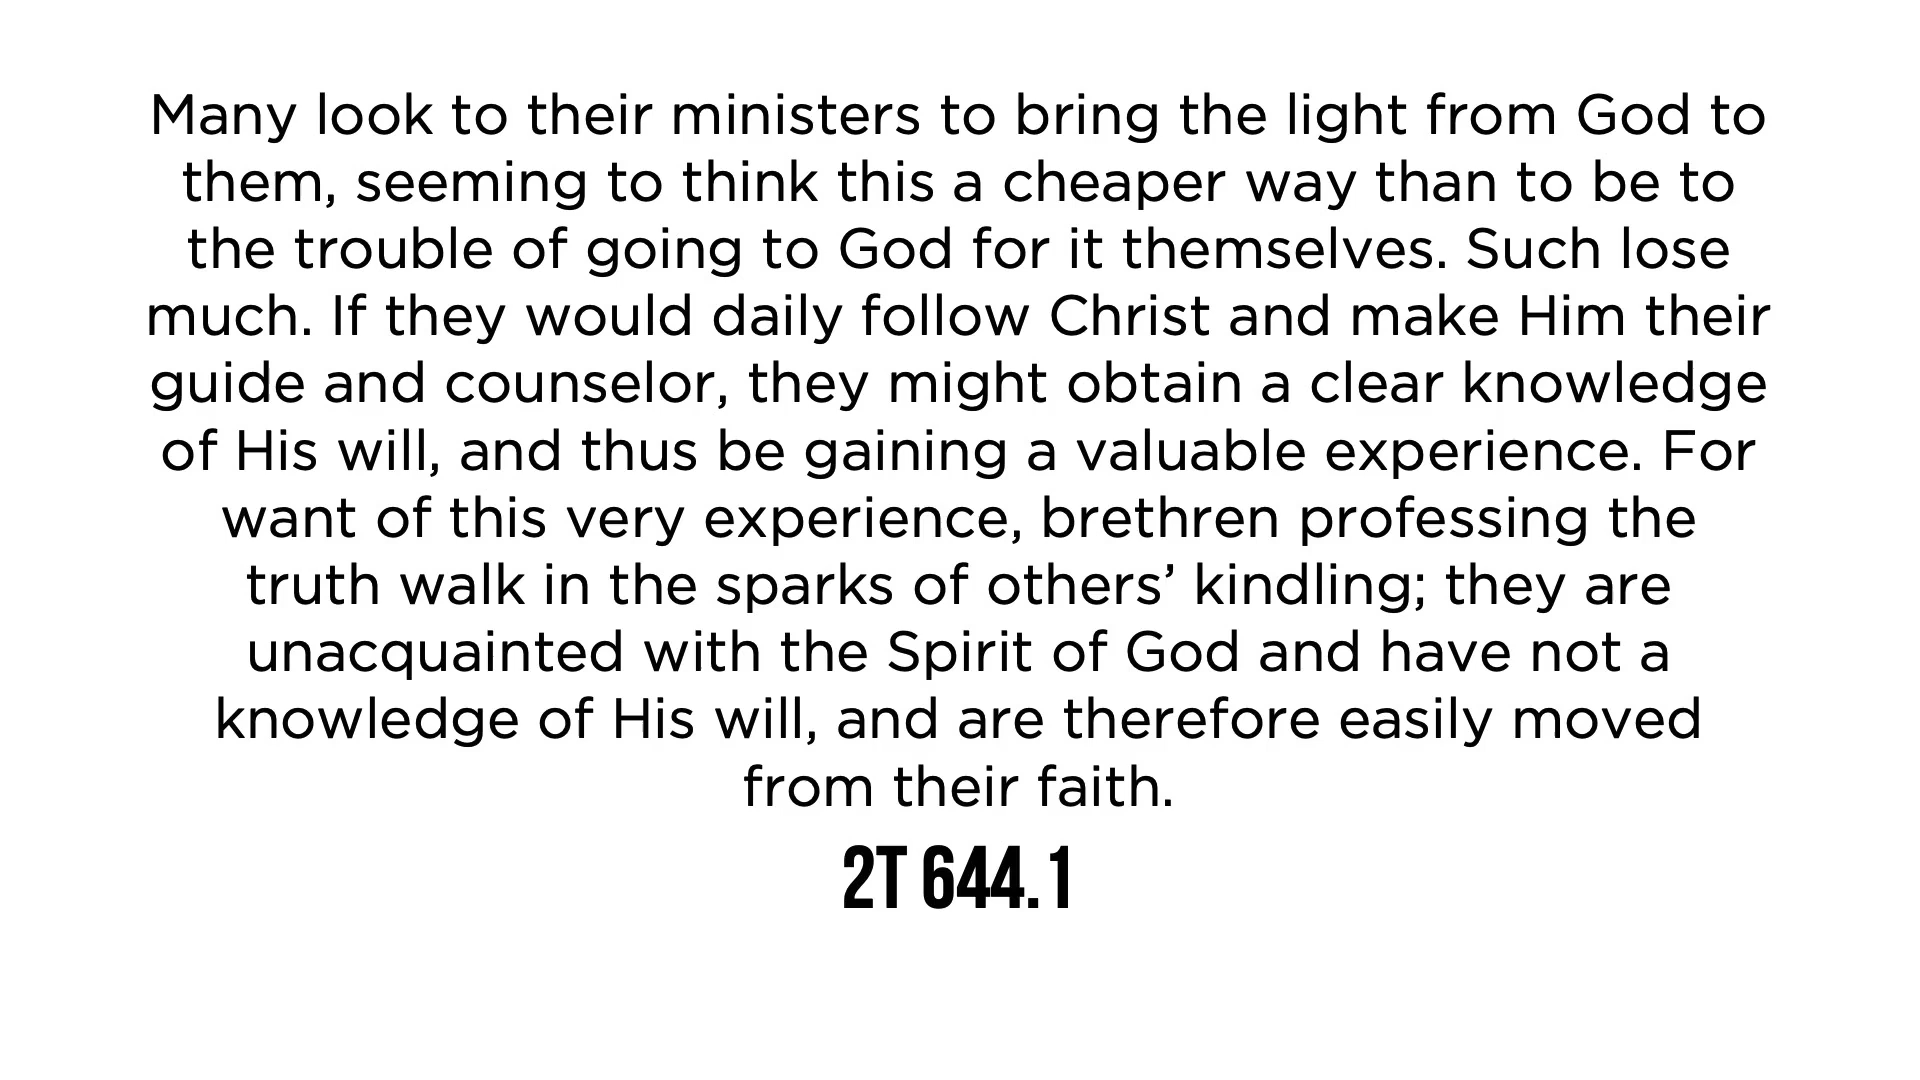 Many look to their ministers to bring the light from God to
them, seeming to think this a cheaper way than to be to
the trouble of going to God for it themselves. Such lose
much. If they would daily follow Christ and make Him their
guide and counselor, they might obtain a clear knowledge
of His will, and thus be gaining a valuable experience. For
want of this very experience, brethren professing the
truth walk in the sparks of others’ kindling; they are
unacquainted with the Spirit of God and have not a
knowledge of His will, and are therefore easily moved
from their faith.
2T 644.1